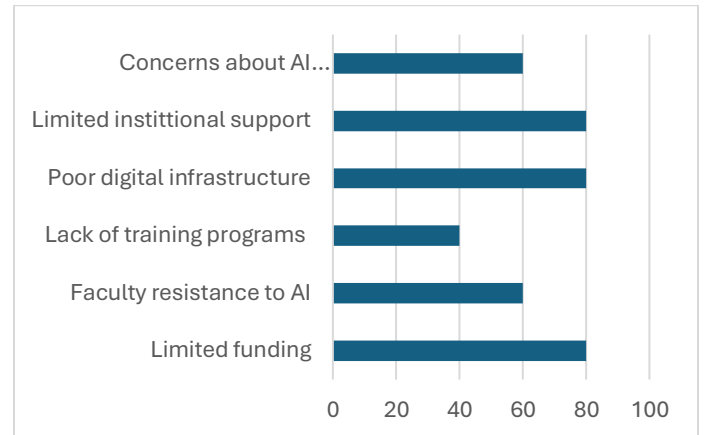 Concerns about AI...
Limited instittional support
Poor digital infrastructure
Lack of training programs
Faculty resistance to AI
Limited funding
0 20 40 60 80 100